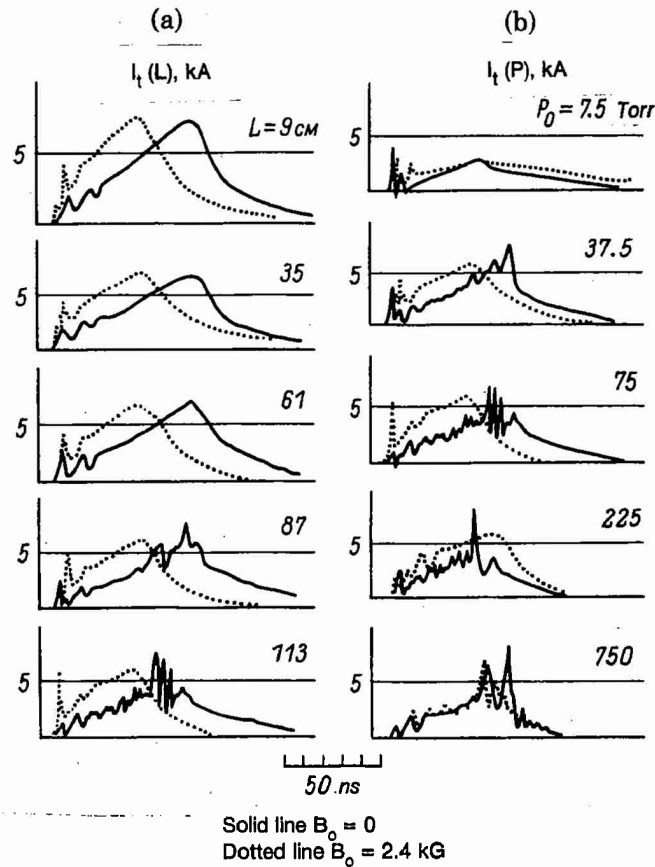 (a)
(b)
I_t (L), kA
I_t (P), kA
L = 9 см
P_0 = 7.5 Torr
5
5
35
37.5
5
5
61
75
5
5
87
225
5
5
113
750
5
5
50 ns
Solid line B_o = 0
Dotted line B_o = 2.4 kG